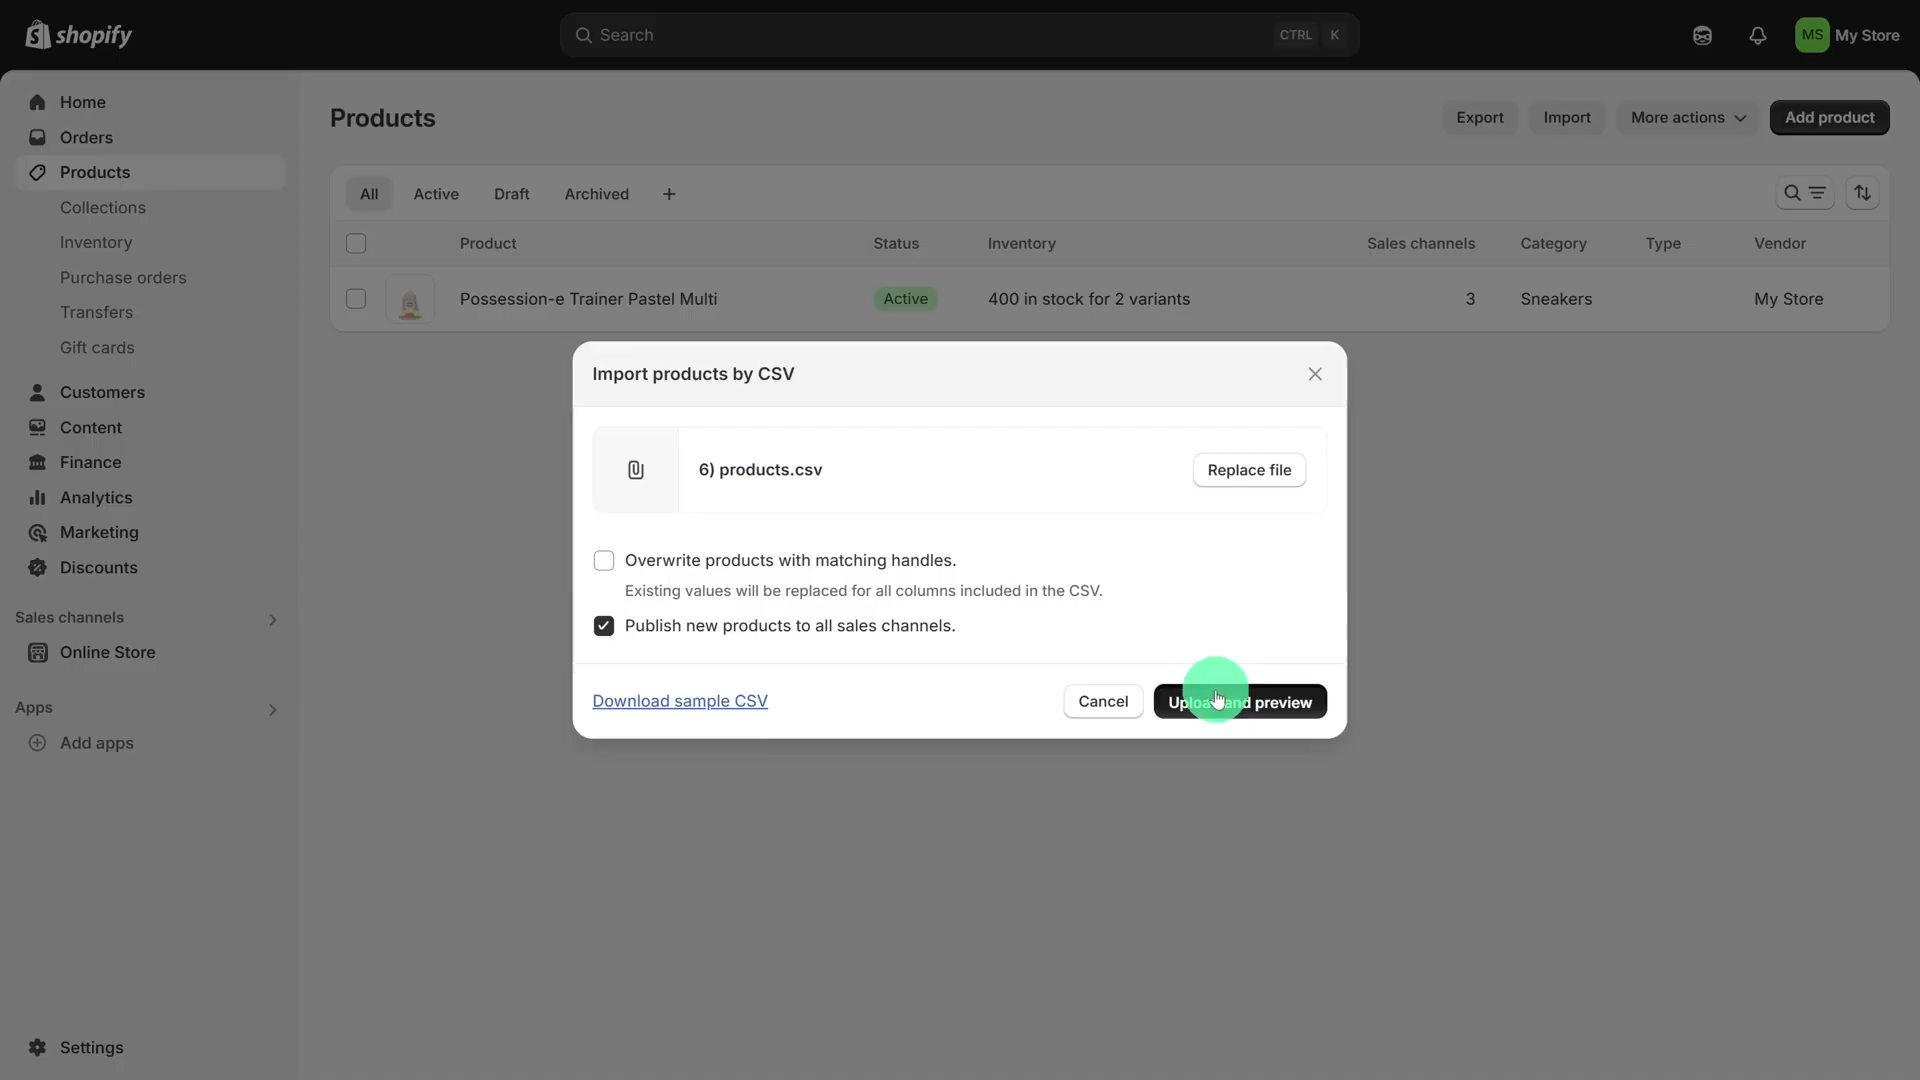 shopify
Search
CTRL K
MS My Store
Home
Orders
Products
Collections
Inventory
Purchase orders
Transfers
Gift cards
Customers
Content
Finance
Analytics
Marketing
Discounts
Sales channels
Online Store
Apps
Add apps
Settings
Products
Export Import More actions Add product
All Active Draft Archived +
Product Status Inventory Sales channels Category Type Vendor
Possession-e Trainer Pastel Multi Active 400 in stock for 2 variants 3 Sneakers My Store
Import products by CSV
6) products.csv Replace file
Overwrite products with matching handles.
Existing values will be replaced for all columns included in the CSV.
Publish new products to all sales channels.
Download sample CSV Cancel Upload and preview